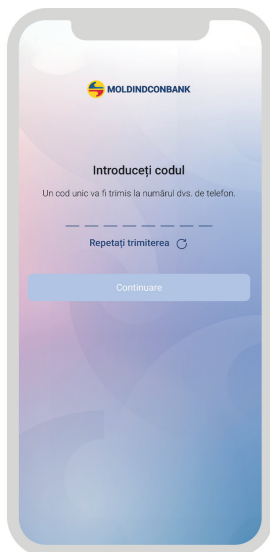 MOLDINDCONBANK
Introduceți codul
Un cod unic va fi trimis la numărul dvs. de telefon.
Repetați trimiterea
Continuare